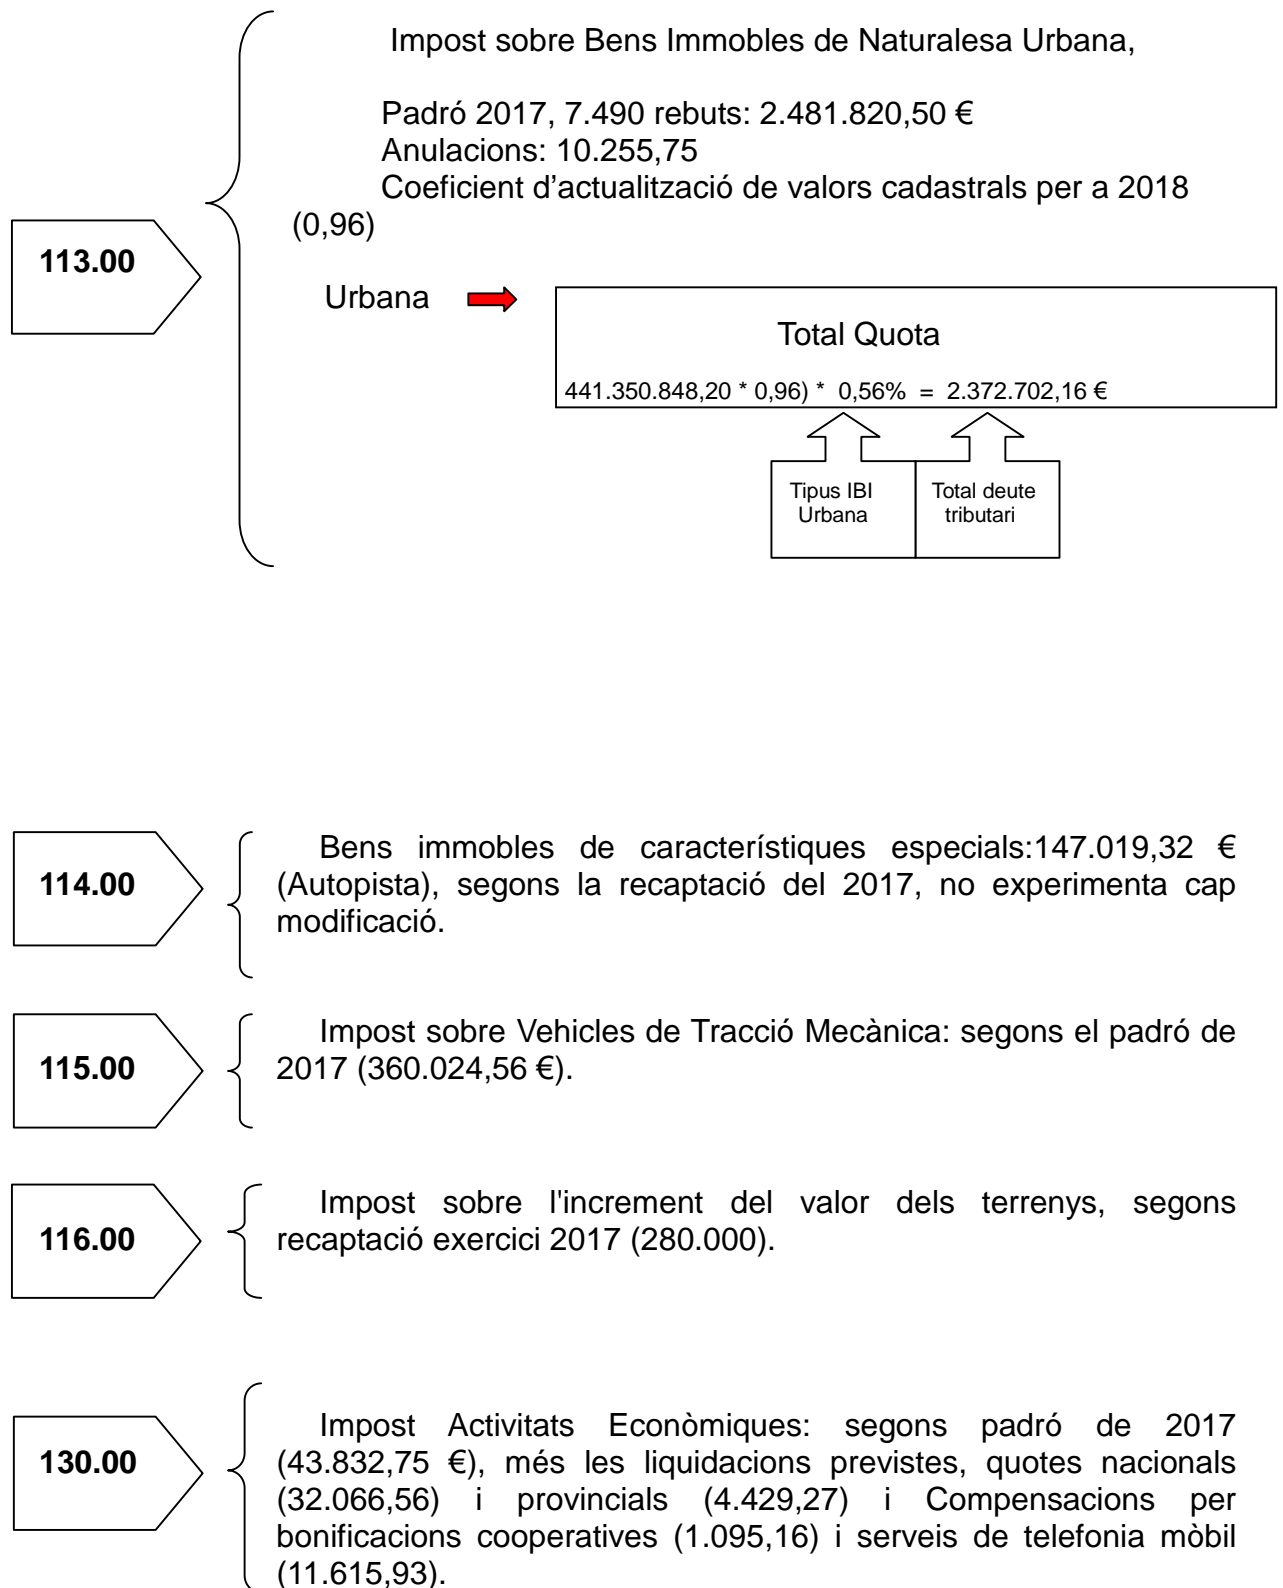 Impost sobre Bens Immobles de Naturalesa Urbana,
Padró 2017, 7.490 rebuts: 2.481.820,50 €
Anulacions: 10.255,75
Coeficient d’actualització de valors cadastrals per a 2018
(0,96)
113.00
Urbana
Total Quota
441.350.848,20 * 0,96) * 0,56% = 2.372.702,16 €
Tipus IBI
Urbana
Total deute
tributari
114.00
Bens immobles de característiques especials:147.019,32 €
(Autopista), segons la recaptació del 2017, no experimenta cap
modificació.
115.00
Impost sobre Vehicles de Tracció Mecànica: segons el padró de
2017 (360.024,56 €).
116.00
Impost sobre l'increment del valor dels terrenys, segons
recaptació exercici 2017 (280.000).
130.00
Impost Activitats Econòmiques: segons padró de 2017
(43.832,75 €), més les liquidacions previstes, quotes nacionals
(32.066,56) i provincials (4.429,27) i Compensacions per
bonificacions cooperatives (1.095,16) i serveis de telefonia mòbil
(11.615,93).